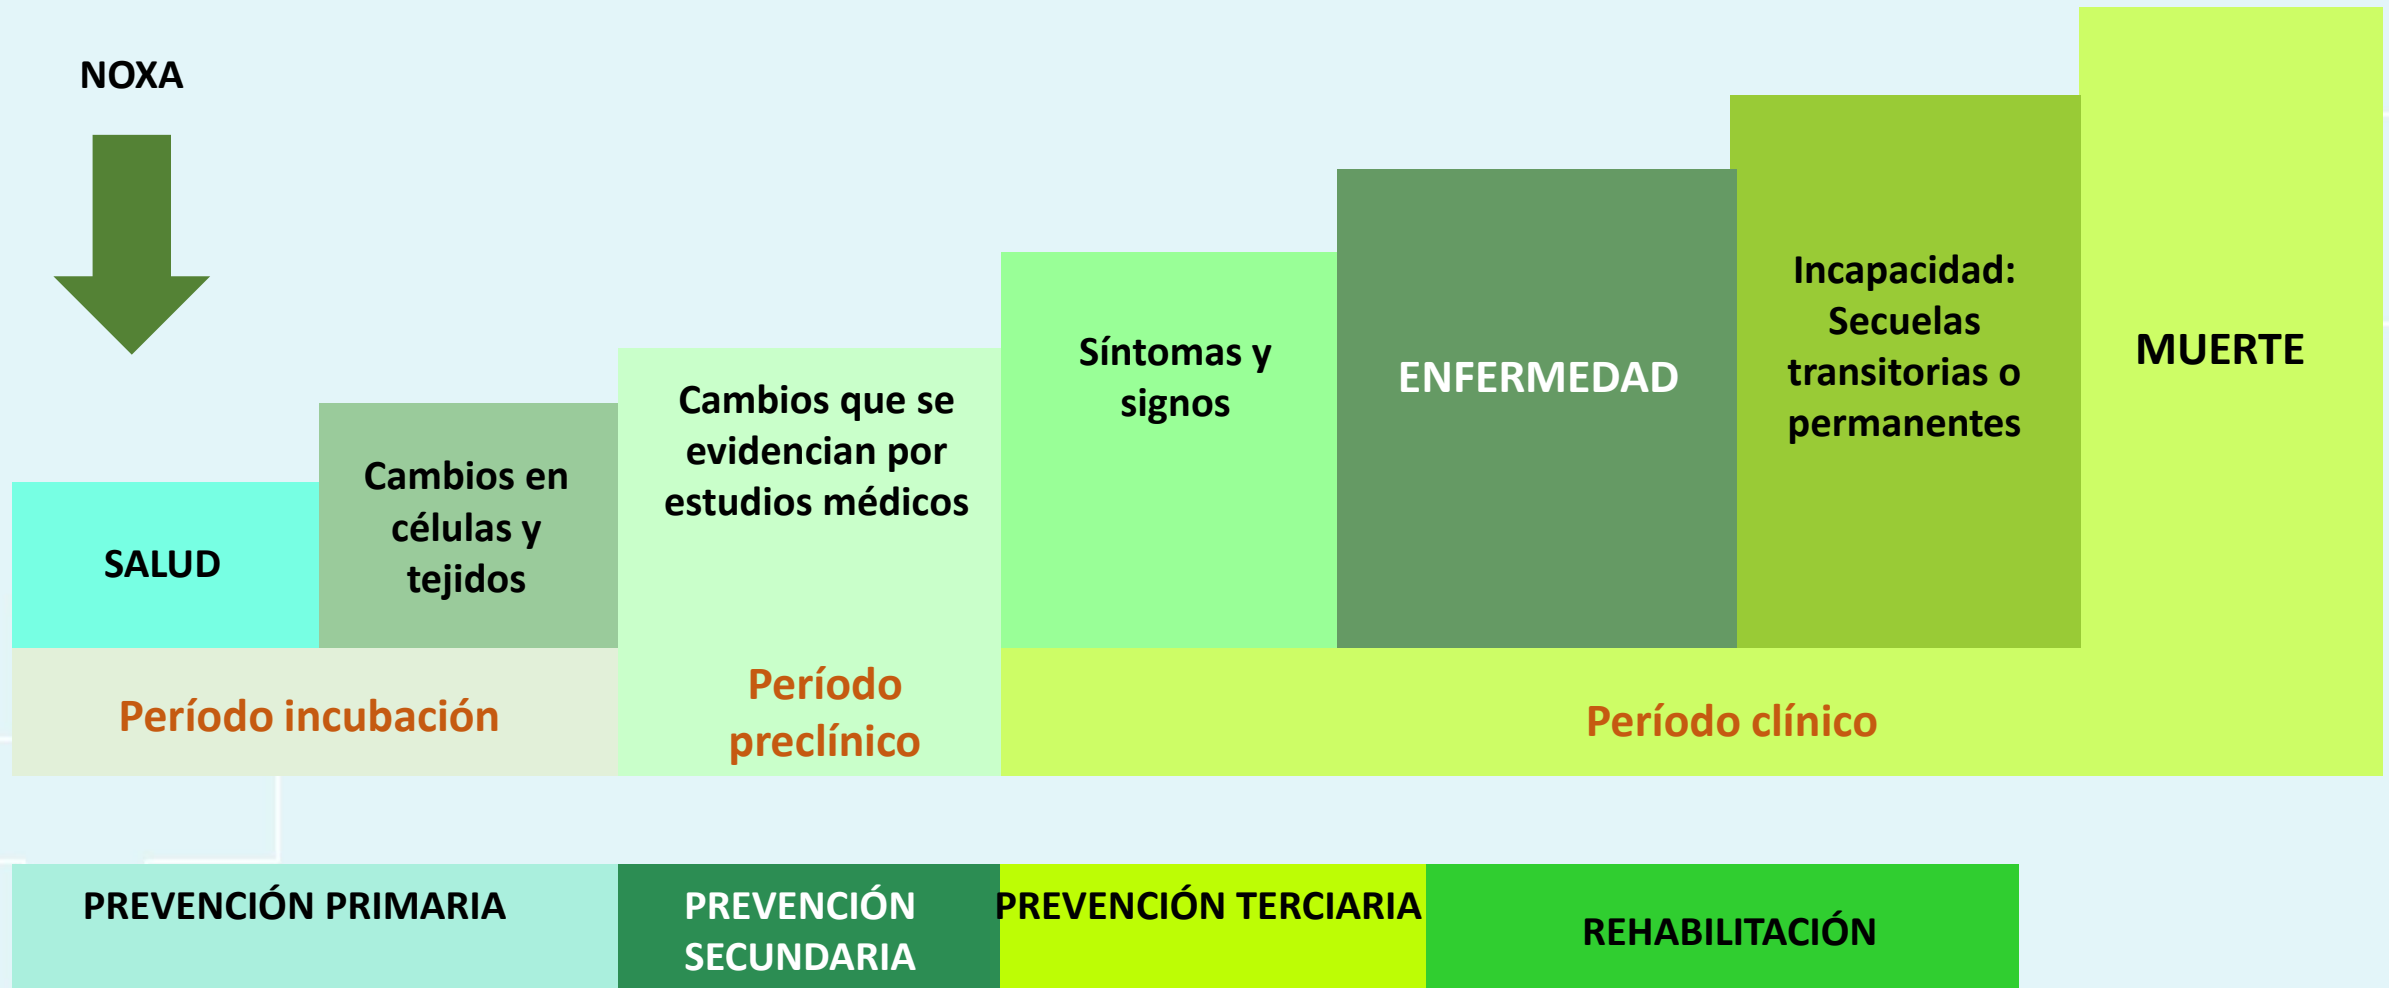 NOXA
SALUD
Cambios en
células y
tejidos
Cambios que se
evidencian por
estudios médicos
Síntomas y
signos
ENFERMEDAD
Incapacidad:
Secuelas
transitorias o
permanentes
MUERTE
Período incubación
Período
preclínico
Período clínico
PREVENCIÓN PRIMARIA
PREVENCIÓN
SECUNDARIA
PREVENCIÓN TERCIARIA
REHABILITACIÓN